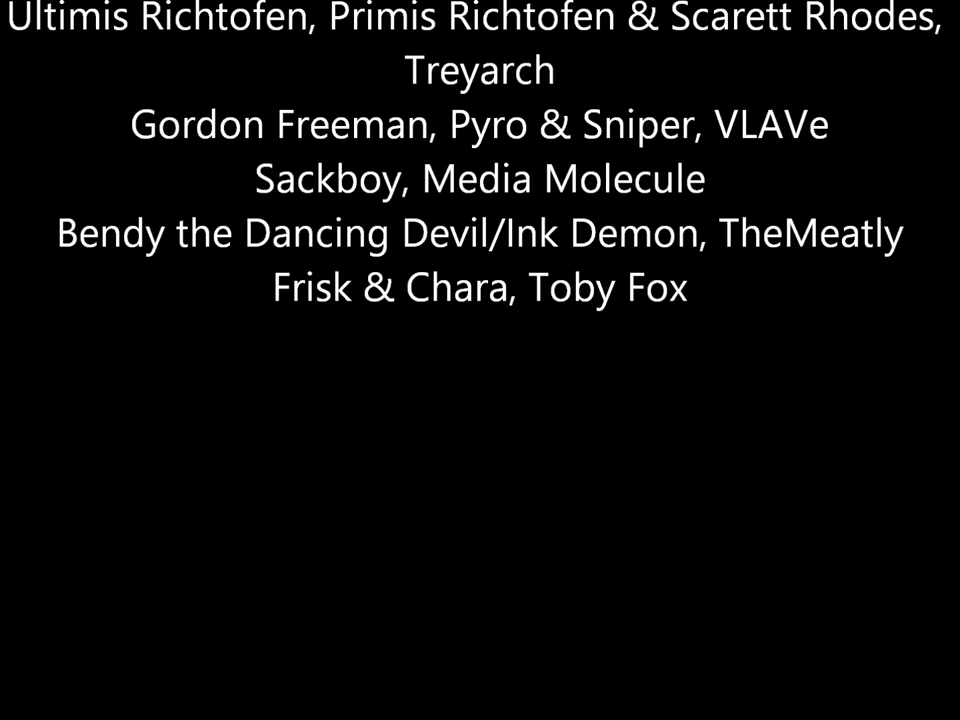 Ultimis Richtofen, Primis Richtofen & Scarett Rhodes,
Treyarch
Gordon Freeman, Pyro & Sniper, VLAVe
Sackboy, Media Molecule
Bendy the Dancing Devil/Ink Demon, TheMeatly
Frisk & Chara, Toby Fox